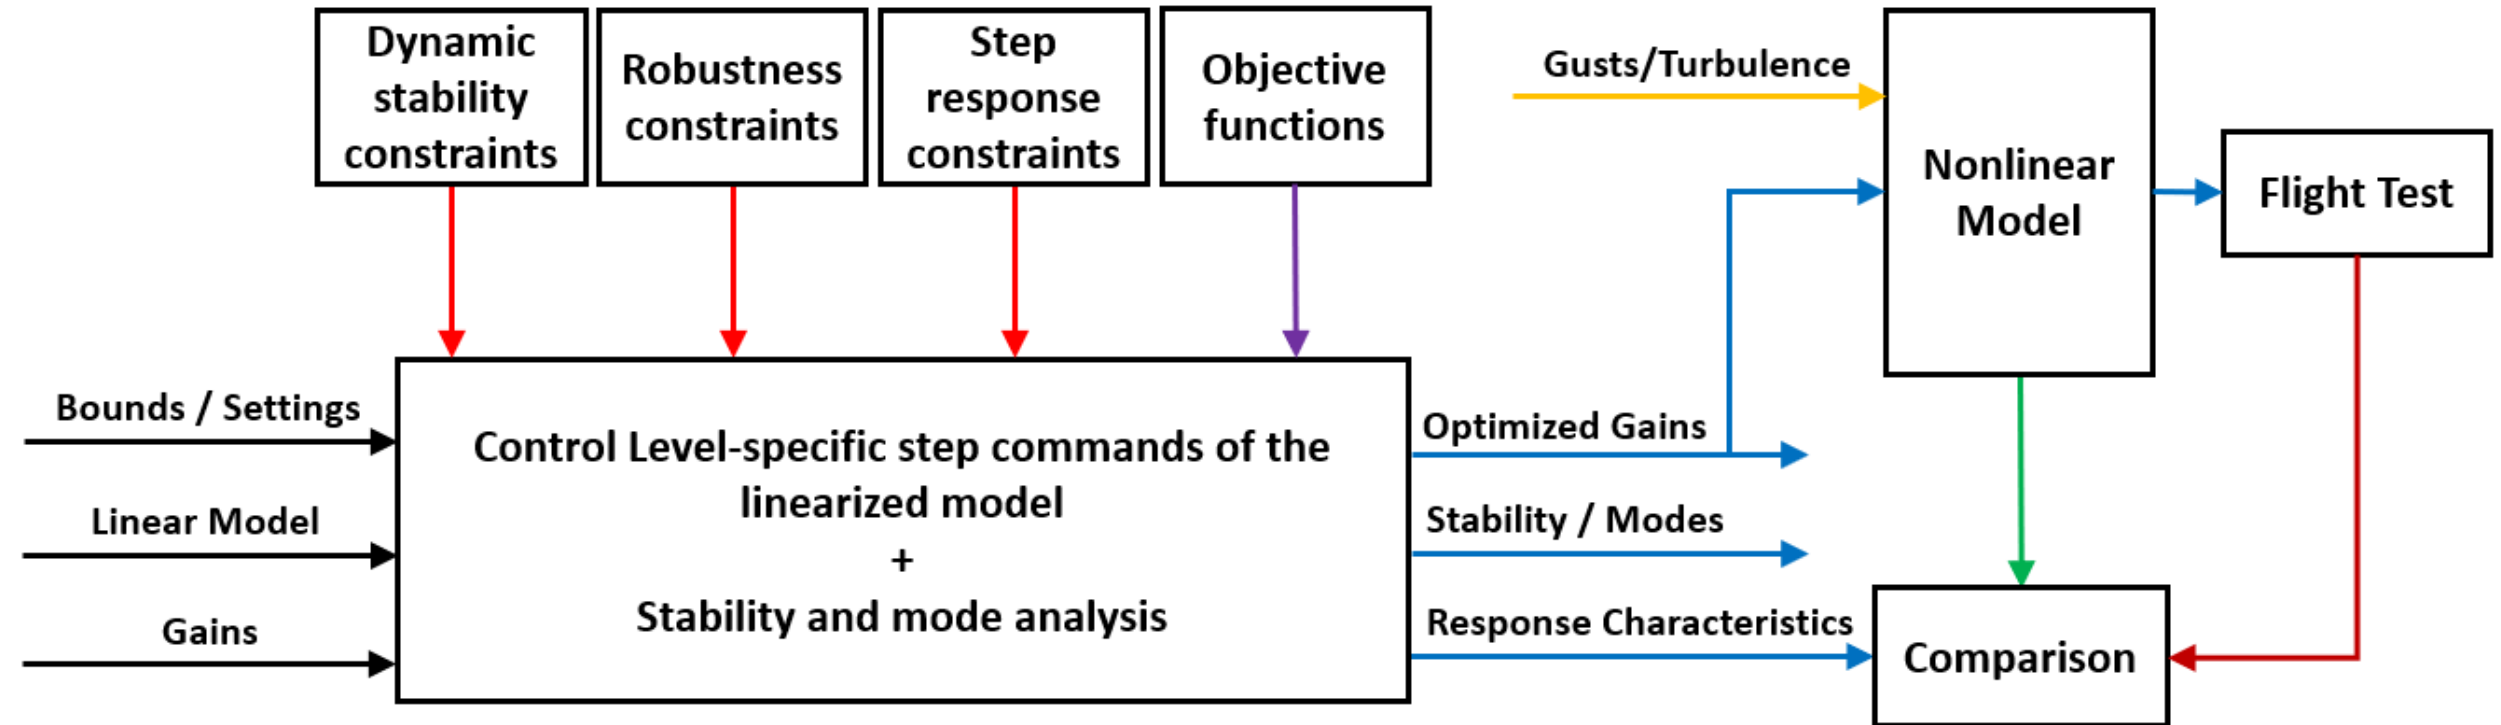 Dynamic
stability
constraints
Robustness
constraints
Step
response
constraints
Objective
functions
Gusts/Turbulence
Nonlinear
Model
Flight Test
Bounds / Settings
Linear Model
Gains
Control Level-specific step commands of the
linearized model
+
Stability and mode analysis
Optimized Gains
Stability / Modes
Response Characteristics
Comparison